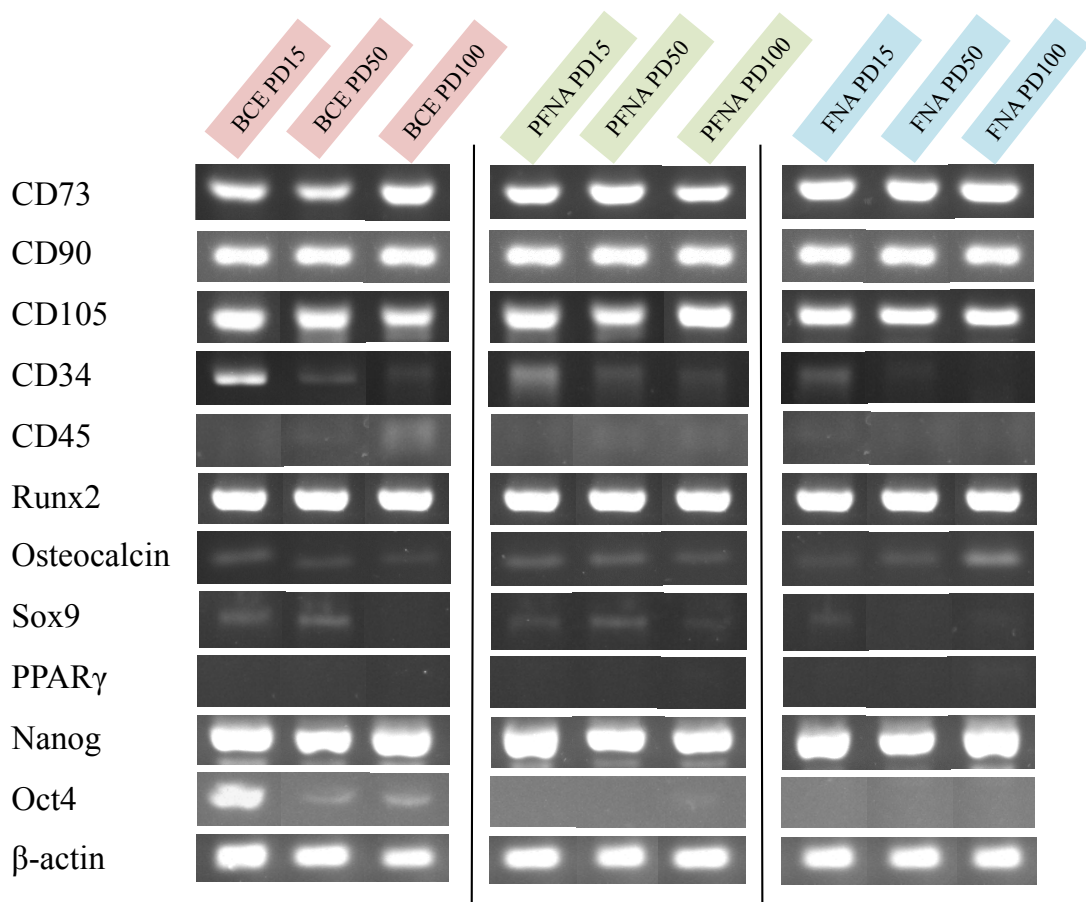 BCE PD15
BCE PD50
BCE PD100
PFNA PD15
PFNA PD50
PFNA PD100
FNA PD15
FNA PD50
FNA PD100
CD73
CD90
CD105
CD34
CD45
Runx2
Osteocalcin
Sox9
PPARγ
Nanog
Oct4
β-actin